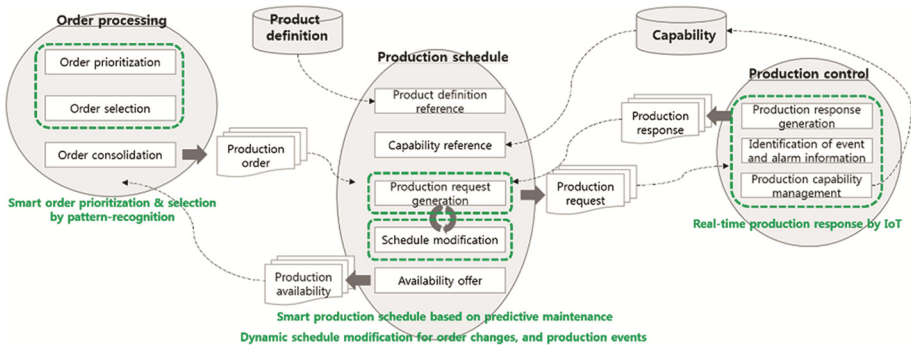 Order processing
Order prioritization
Order selection
Order consolidation
Smart order prioritization & selection
by pattern-recognition
Product
definition
Production
order
Production
availability
Production schedule
Product definition
reference
Capability reference
Production request
generation
Schedule modification
Availability offer
Smart production schedule based on predictive maintenance
Dynamic schedule modification for order changes, and production events
Capability
Production
response
Production
request
Production control
Production response
generation
Identification of event
and alarm information
Production capability
management
Real-time production response by IoT